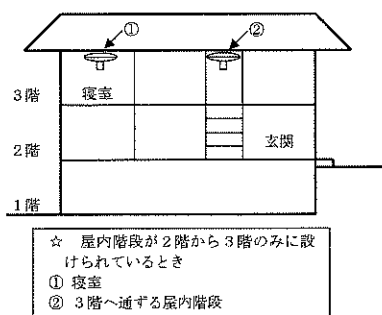 ① ②
3階 寝室
2階 玄関
1階
☆ 屋内階段が2階から3階のみに設
けられているとき
① 寝室
② 3階へ通ずる屋内階段